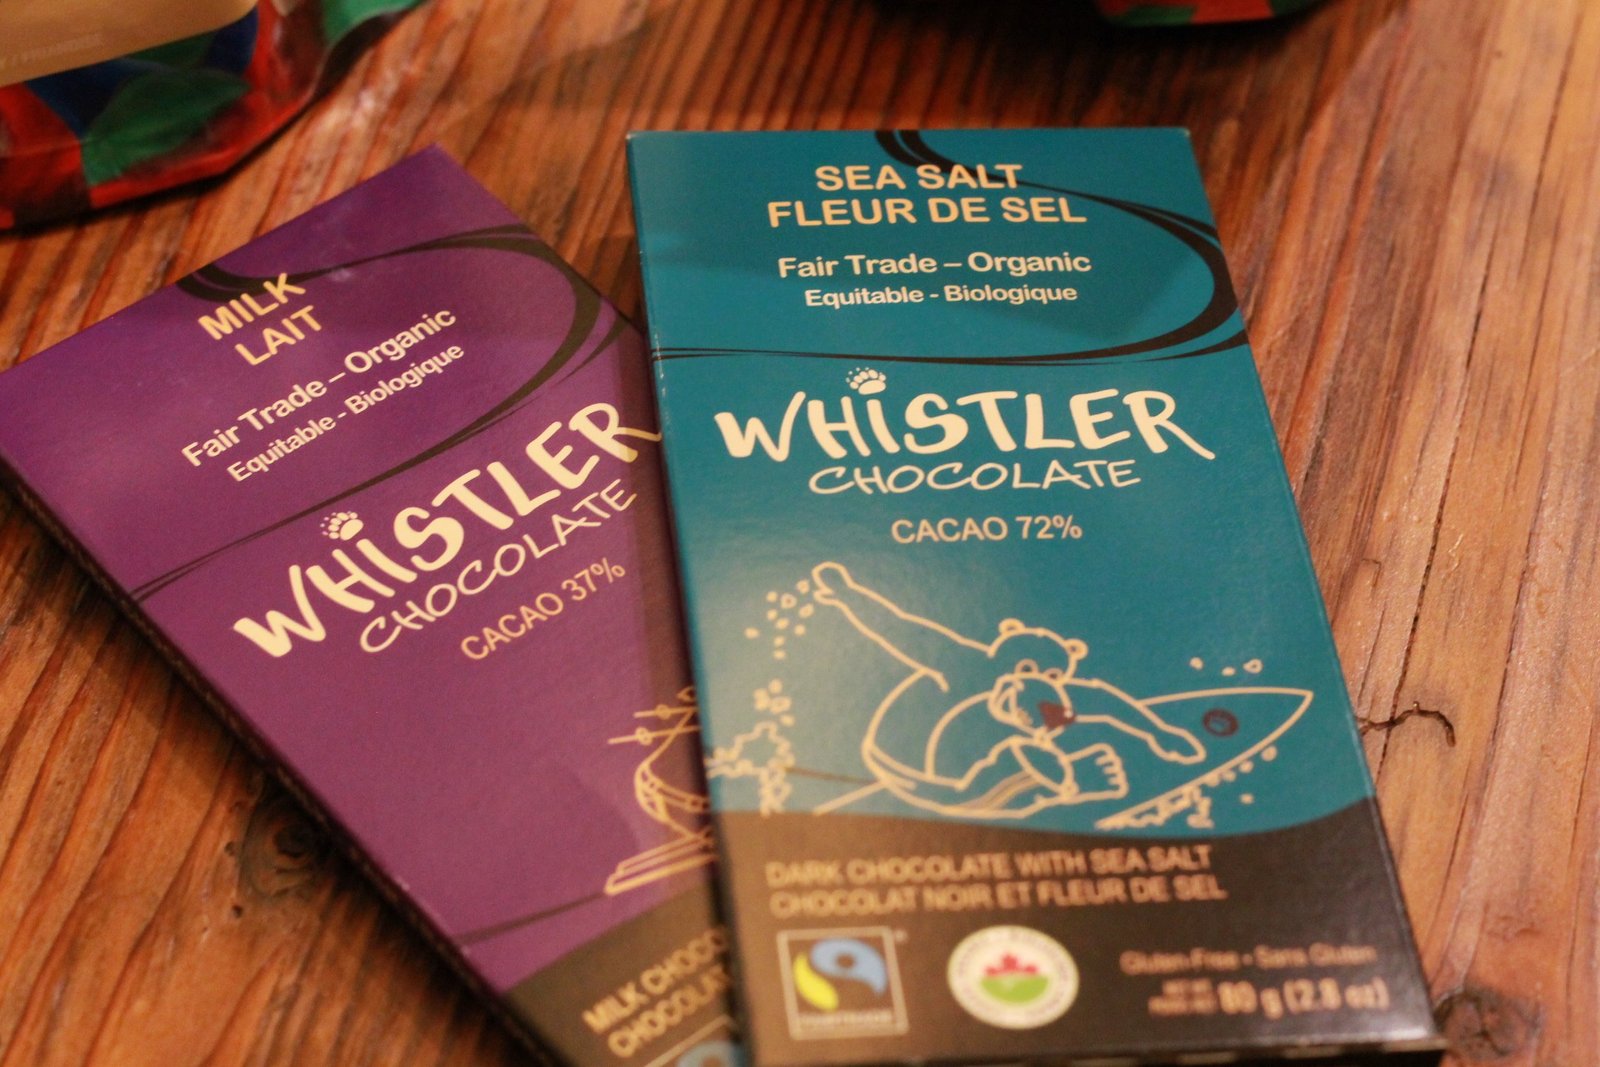 MILK
LAIT
Fair Trade – Organic
Equitable - Biologique
WHiSTLER
CHOCOLATE
CACAO 37%
MILK CHOCO
CHOCOLAT
SEA SALT
FLEUR DE SEL
Fair Trade – Organic
Equitable - Biologique
WHiSTLER
CHOCOLATE
CACAO 72%
DARK CHOCOLATE WITH SEA SALT
CHOCOLAT NOIR ET FLEUR DE SEL
FAIRTRADE
Gluten-Free • Sans Gluten
80 g (2.8 oz)